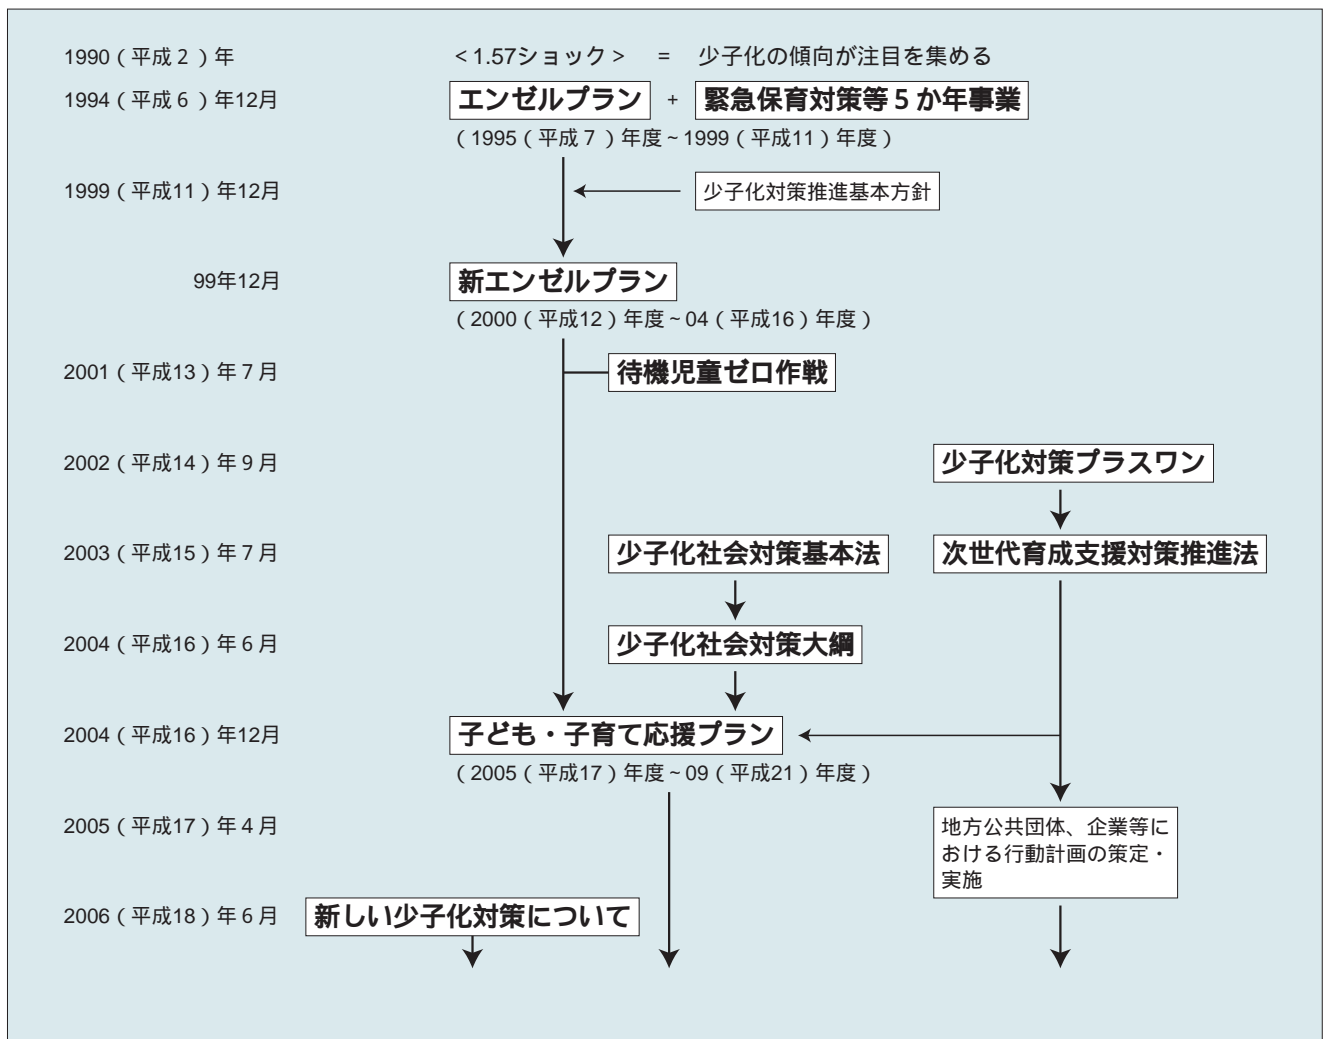 1990（平成２）年 ＜1.57ショック＞ = 少子化の傾向が注目を集める
1994（平成６）年12月 エンゼルプラン + 緊急保育対策等５か年事業
（1995（平成７）年度~1999（平成11）年度）
1999（平成11）年12月 少子化対策推進基本方針
99年12月 新エンゼルプラン
（2000（平成12）年度~04（平成16）年度）
2001（平成13）年７月 待機児童ゼロ作戦
2002（平成14）年９月 少子化対策プラスワン
2003（平成15）年７月 少子化社会対策基本法 次世代育成支援対策推進法
2004（平成16）年６月 少子化社会対策大綱
2004（平成16）年12月 子ども・子育て応援プラン
（2005（平成17）年度~09（平成21）年度）
2005（平成17）年４月 地方公共団体、企業等に
おける行動計画の策定・
実施
2006（平成18）年６月 新しい少子化対策について